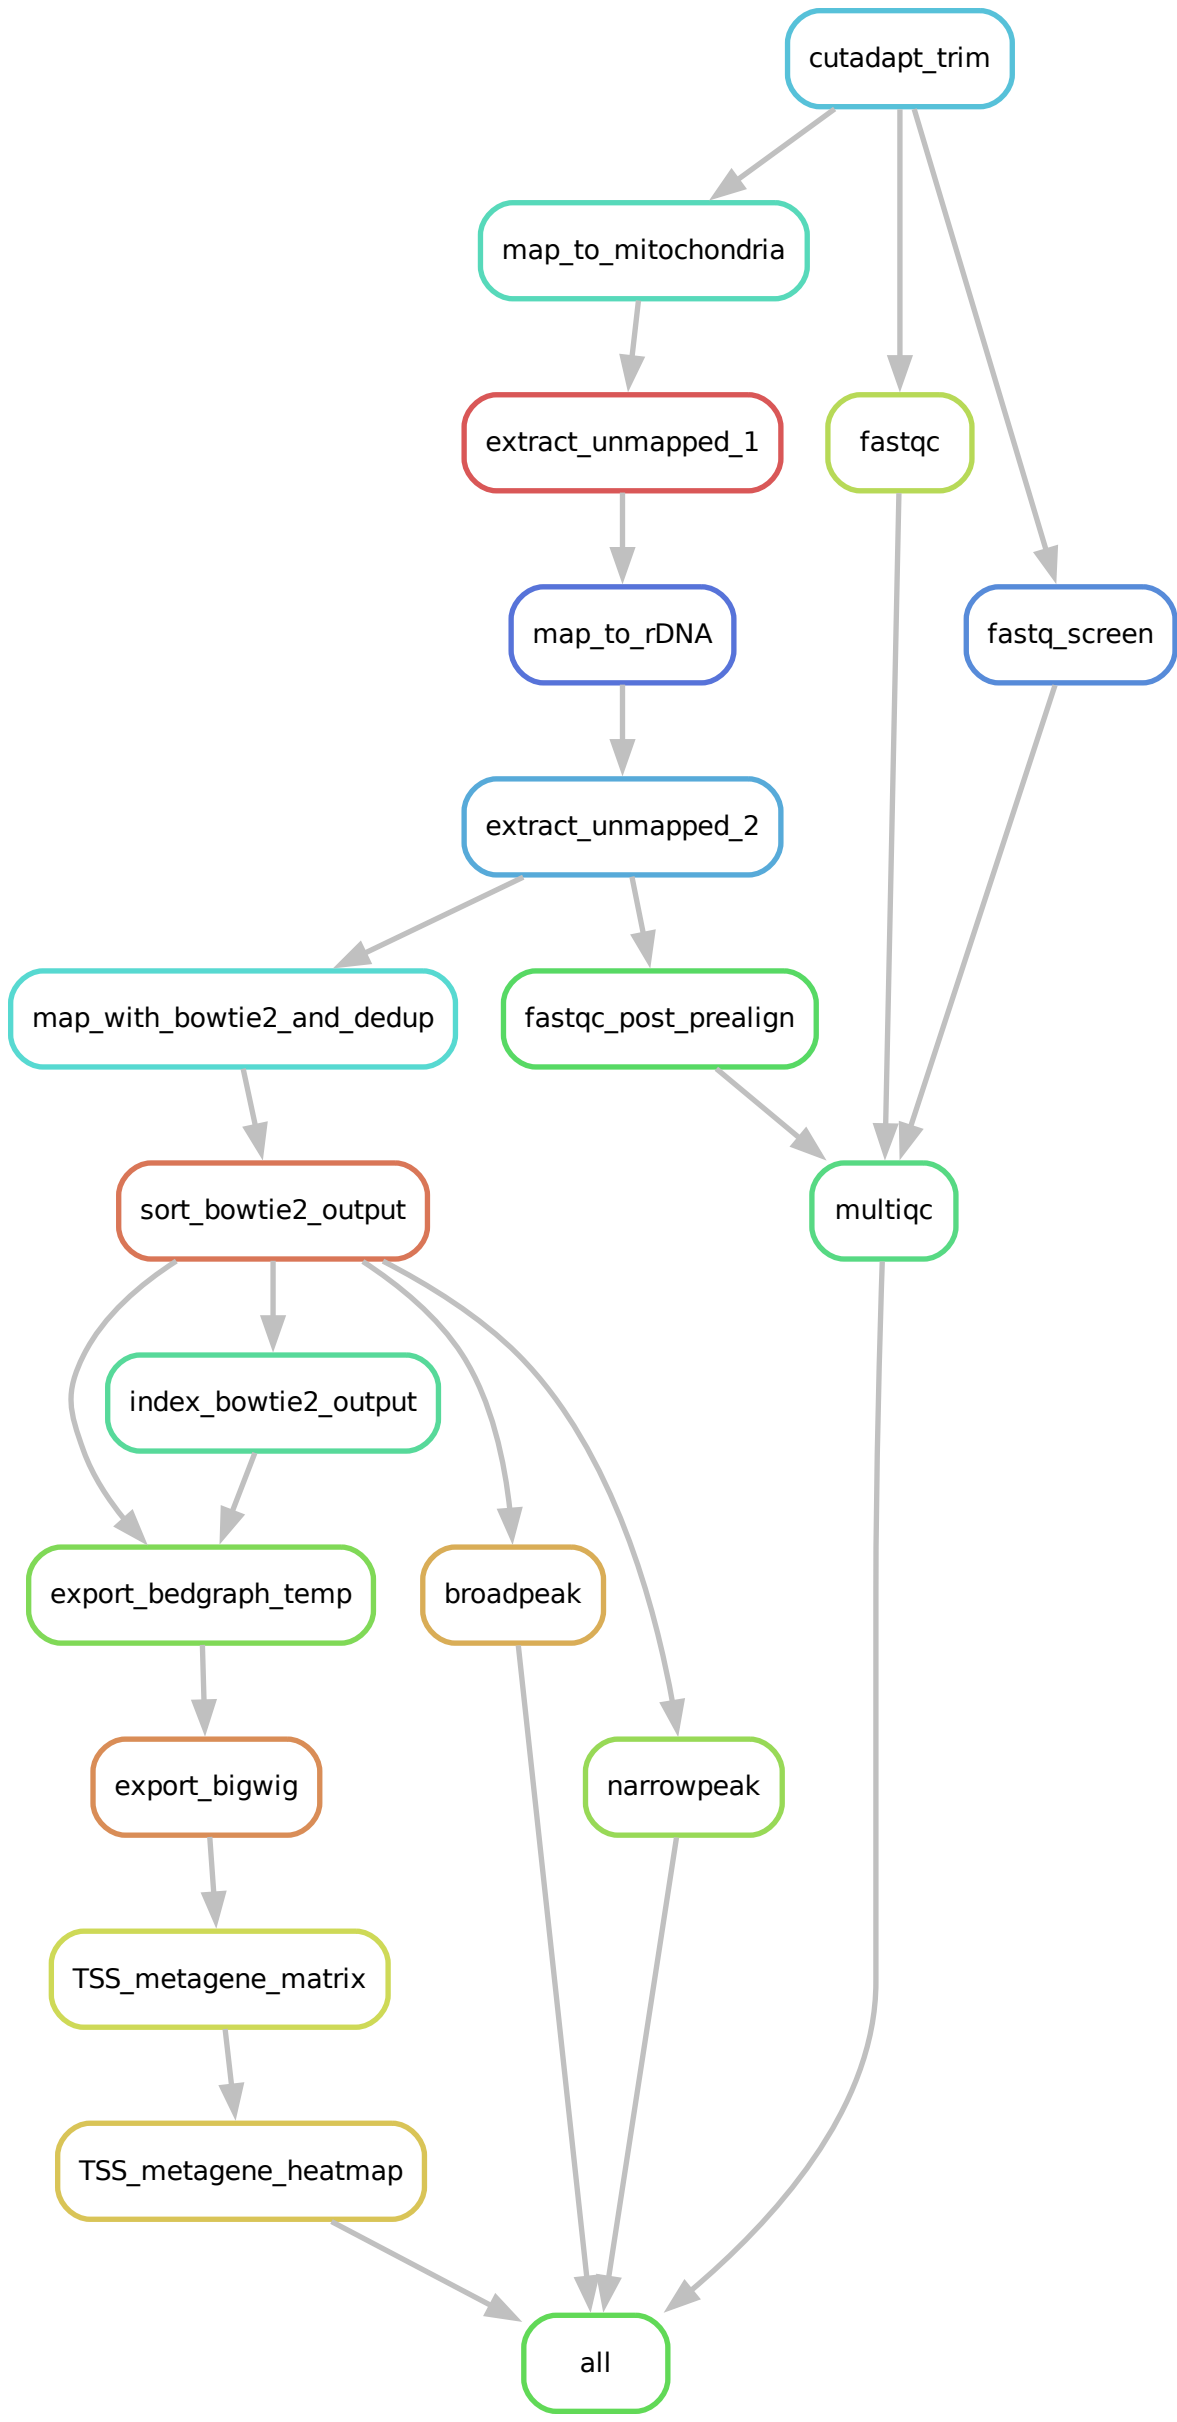 cutadapt_trim
map_to_mitochondria
extract_unmapped_1
fastqc
map_to_rDNA
fastq_screen
extract_unmapped_2
map_with_bowtie2_and_dedup
fastqc_post_prealign
sort_bowtie2_output
multiqc
index_bowtie2_output
export_bedgraph_temp
broadpeak
export_bigwig
narrowpeak
TSS_metagene_matrix
TSS_metagene_heatmap
all